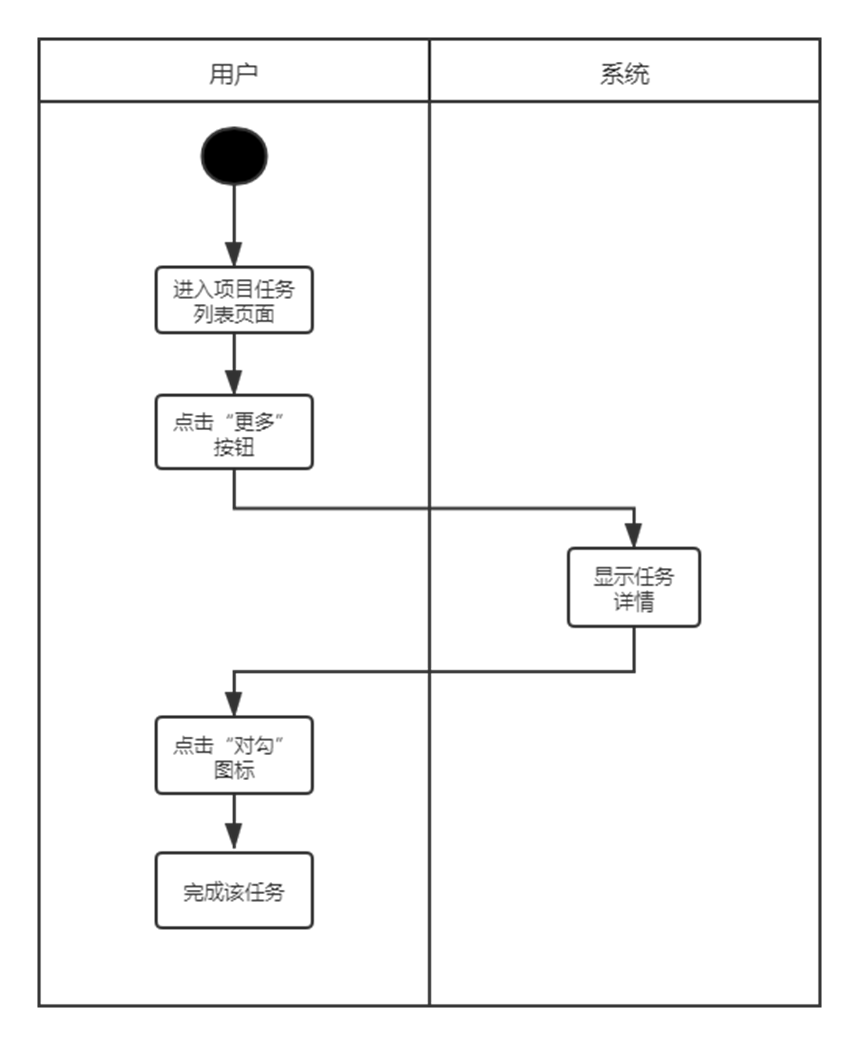 用户
系统
进入项目任务
列表页面
点击“更多”
按钮
显示任务
详情
点击“对勾”
图标
完成该任务